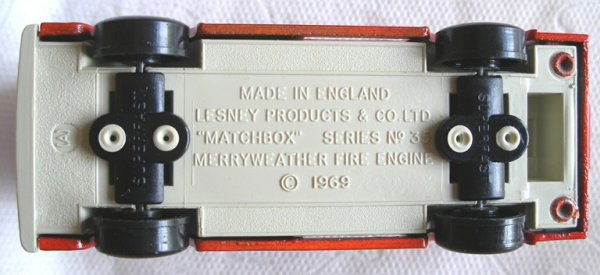 MADE IN ENGLAND
LESNEY PRODUCTS & CO. LTD.
"MATCHBOX" SERIES Nº 35
MERRYWEATHER FIRE ENGINE
© 1969
SUPERFAST
SUPERFAST
A